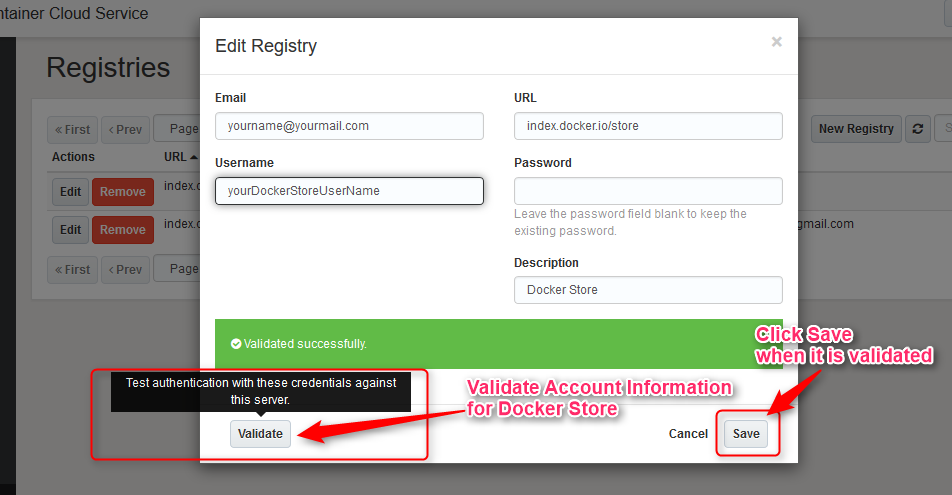 ntainer Cloud Service
Registries
« First
‹ Prev
Page
New Registry
Actions
URL
Edit
Remove
index.d
Edit
Remove
index.d
gmail.com
« First
‹ Prev
Page
Edit Registry
×
Email
URL
yourname@yourmail.com
index.docker.io/store
Username
Password
yourDockerStoreUserName
Leave the password field blank to keep the
existing password.
Description
Docker Store
Validated successfully.
Click Save
when it is validated
Test authentication with these credentials against
this server.
Validate Account Information
for Docker Store
Validate
Cancel
Save